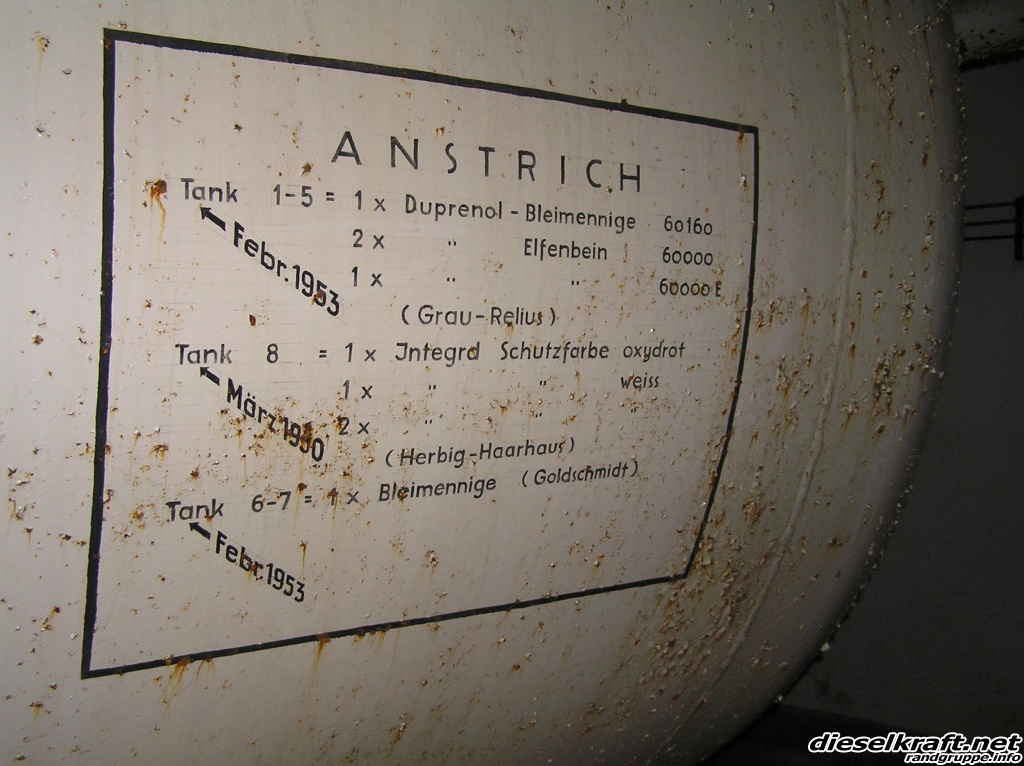 ANSTRICH
Tank 1-5 = 1 x Duprenol - Bleimennige 60160
2 x " Elfenbein 60000
1 x " " 60000 E
Febr. 1953
(Grau-Relius)
Tank 8 = 1 x Integrd Schutzfarbe oxydrot
1 x " " weiss
2 x " " "
März
(Herbig-Haarhaus)
Tank 6-7 = 1 x Bleimennige (Goldschmidt)
Febr. 1953
dieselkraft.net
randgruppe.info